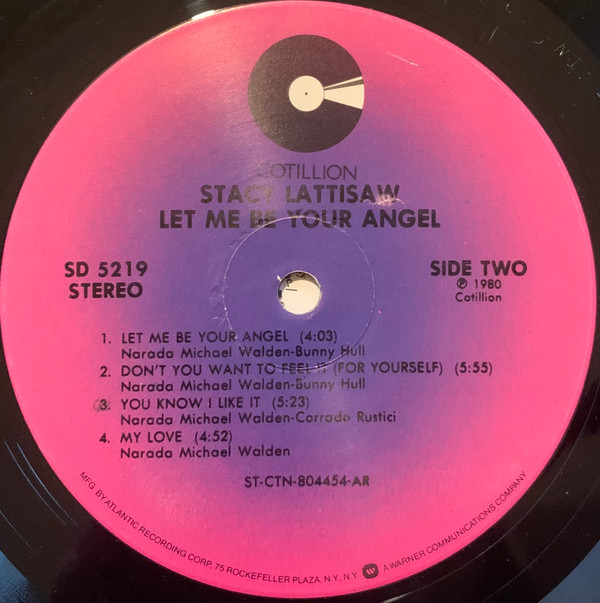 COTILLION
STACY LATTISAW
LET ME BE YOUR ANGEL
SD 5219
STEREO
SIDE TWO
℗ 1980
Cotillion
1. LET ME BE YOUR ANGEL (4:03)
Narada Michael Walden-Bunny Hull
2. DON'T YOU WANT TO FEEL IT (FOR YOURSELF) (5:55)
Narada Michael Walden-Bunny Hull
3. YOU KNOW I LIKE IT (5:23)
Narada Michael Walden-Corrado Rustici
4. MY LOVE (4:52)
Narada Michael Walden
ST-CTN-804454-AR
MFG. BY ATLANTIC RECORDING CORP. 75 ROCKEFELLER PLAZA, N.Y., N.Y. A WARNER COMMUNICATIONS COMPANY